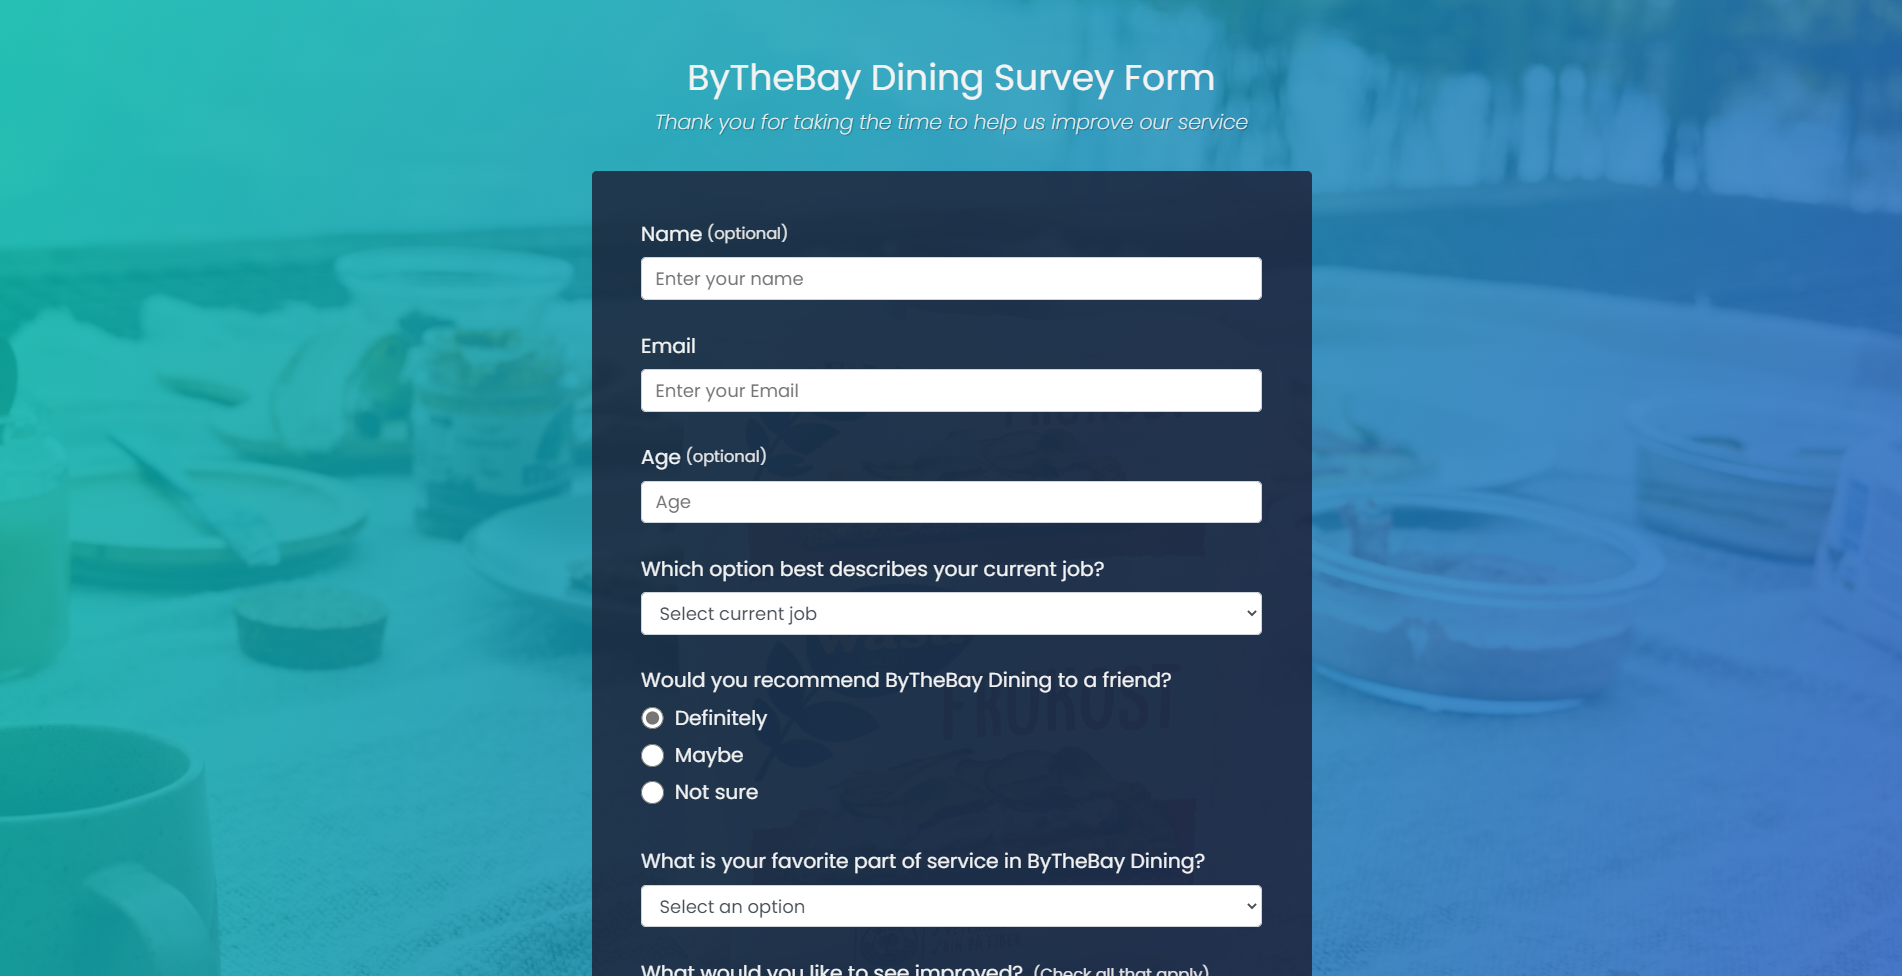 ByTheBay Dining Survey Form
Thank you for taking the time to help us improve our service
Name (optional)
Enter your name
Email
Enter your Email
Age (optional)
Age
Which option best describes your current job?
Select current job
Would you recommend ByTheBay Dining to a friend?
Definitely
Maybe
Not sure
FRUKOST
What is your favorite part of service in ByTheBay Dining?
Select an option
What would you like to see improved? (Check all that apply)